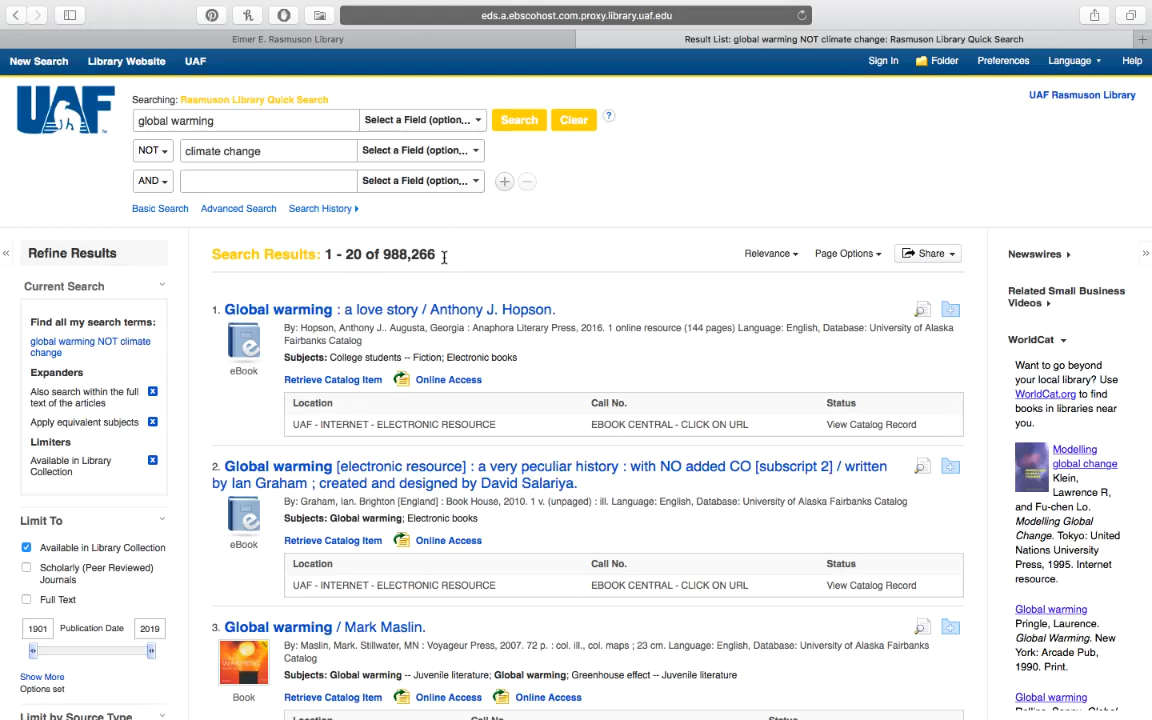 eds.a.ebscohost.com.proxy.library.uaf.edu
Elmer E. Rasmuson Library
Result List: global warming NOT climate change: Rasmuson Library Quick Search
New Search Library Website UAF
Sign In Folder Preferences Language Help
UAF
UAF Rasmuson Library
Searching: Rasmuson Library Quick Search
global warming Select a Field (option... Search Clear ?
NOT climate change Select a Field (option...
AND Select a Field (option...
Basic Search Advanced Search Search History
Refine Results
Current Search
Find all my search terms:
global warming NOT climate
change
Expanders
Also search within the full
text of the articles
Apply equivalent subjects
Limiters
Available in Library
Collection
Limit To
Available in Library Collection
Scholarly (Peer Reviewed)
Journals
Full Text
1901 Publication Date 2019
Show More
Options set
Limit by Source Type
Search Results: 1 - 20 of 988,266
Relevance Page Options Share
1. Global warming : a love story / Anthony J. Hopson.
By: Hopson, Anthony J.. Augusta, Georgia : Anaphora Literary Press, 2016. 1 online resource (144 pages) Language: English, Database: University of Alaska
Fairbanks Catalog
Subjects: College students -- Fiction; Electronic books
eBook
Retrieve Catalog Item Online Access
Location Call No. Status
UAF - INTERNET - ELECTRONIC RESOURCE EBOOK CENTRAL - CLICK ON URL View Catalog Record
2. Global warming [electronic resource] : a very peculiar history : with NO added CO [subscript 2] / written
by Ian Graham ; created and designed by David Salariya.
By: Graham, Ian. Brighton [England] : Book House, 2010. 1 v. (unpaged) : ill. Language: English, Database: University of Alaska Fairbanks Catalog
Subjects: Global warming; Electronic books
eBook
Retrieve Catalog Item Online Access
Location Call No. Status
UAF - INTERNET - ELECTRONIC RESOURCE EBOOK CENTRAL - CLICK ON URL View Catalog Record
3. Global warming / Mark Maslin.
By: Maslin, Mark. Stillwater, MN : Voyageur Press, 2007. 72 p. : col. ill., col. maps ; 23 cm. Language: English, Database: University of Alaska Fairbanks
Catalog
Subjects: Global warming -- Juvenile literature; Global warming; Greenhouse effect -- Juvenile literature
Book
Retrieve Catalog Item Online Access Online Access
Location Call No. Status
Newswires
Related Small Business
Videos
WorldCat
Want to go beyond
your local library? Use
WorldCat.org to find
books in libraries near
you.
Modelling
global change
Klein,
Lawrence R,
and Fu-chen Lo.
Modelling Global
Change. Tokyo: United
Nations University
Press, 1995. Internet
resource.
Global warming
Pringle, Laurence.
Global Warming. New
York: Arcade Pub,
1990. Print.
Global warming